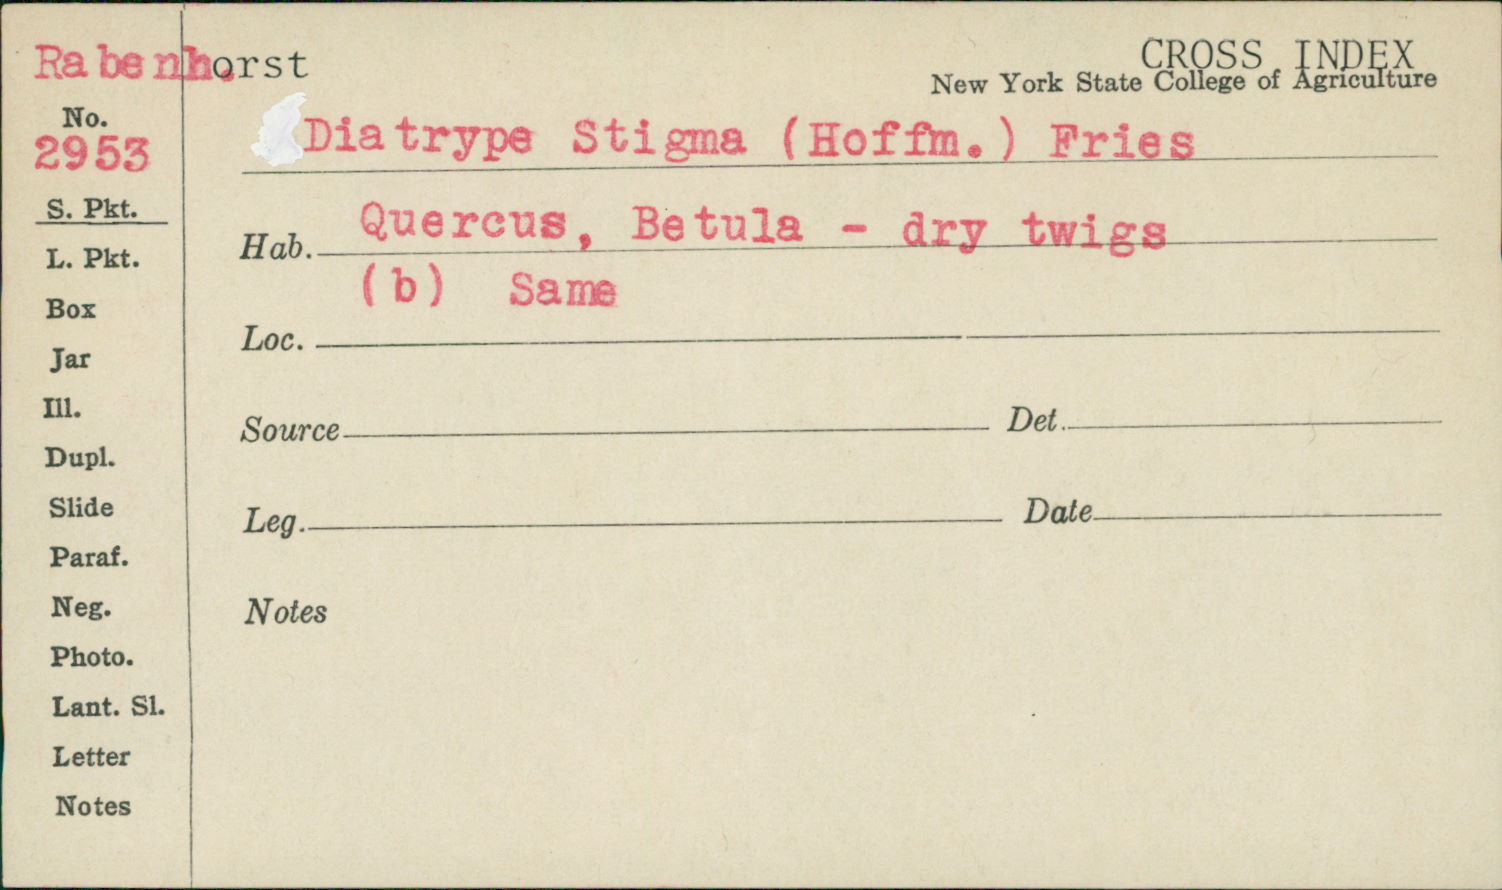 Rabenhorst
CROSS INDEX
New York State College of Agriculture
No.
2953
Diatrype Stigma (Hoffm.) Fries
S. Pkt.
Hab. Quercus, Betula - dry twigs
L. Pkt.
(b) Same
Box
Loc.
Jar
Ill.
Source Det.
Dupl.
Slide
Leg. Date
Paraf.
Neg.
Notes
Photo.
Lant. Sl.
Letter
Notes